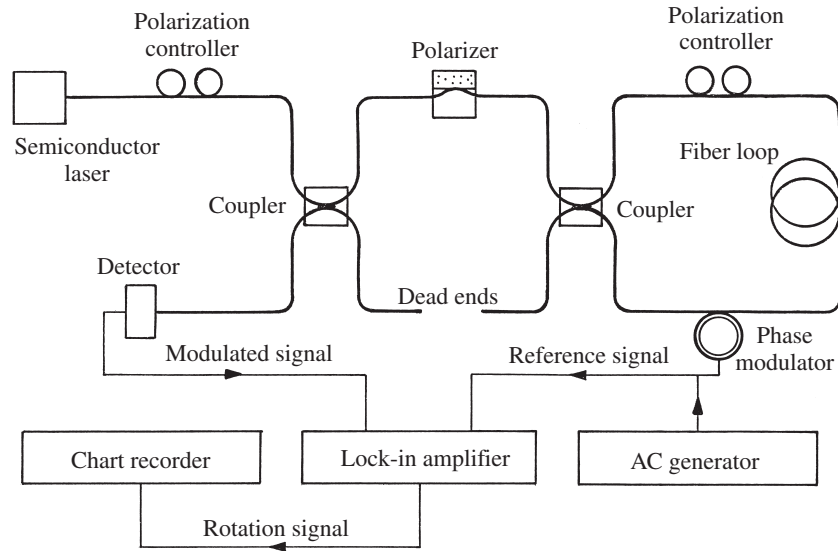 Polarization
controller
Polarizer
Polarization
controller
Semiconductor
laser
Coupler
Coupler
Fiber loop
Detector
Dead ends
Modulated signal
Reference signal
Phase
modulator
Chart recorder
Lock-in amplifier
AC generator
Rotation signal